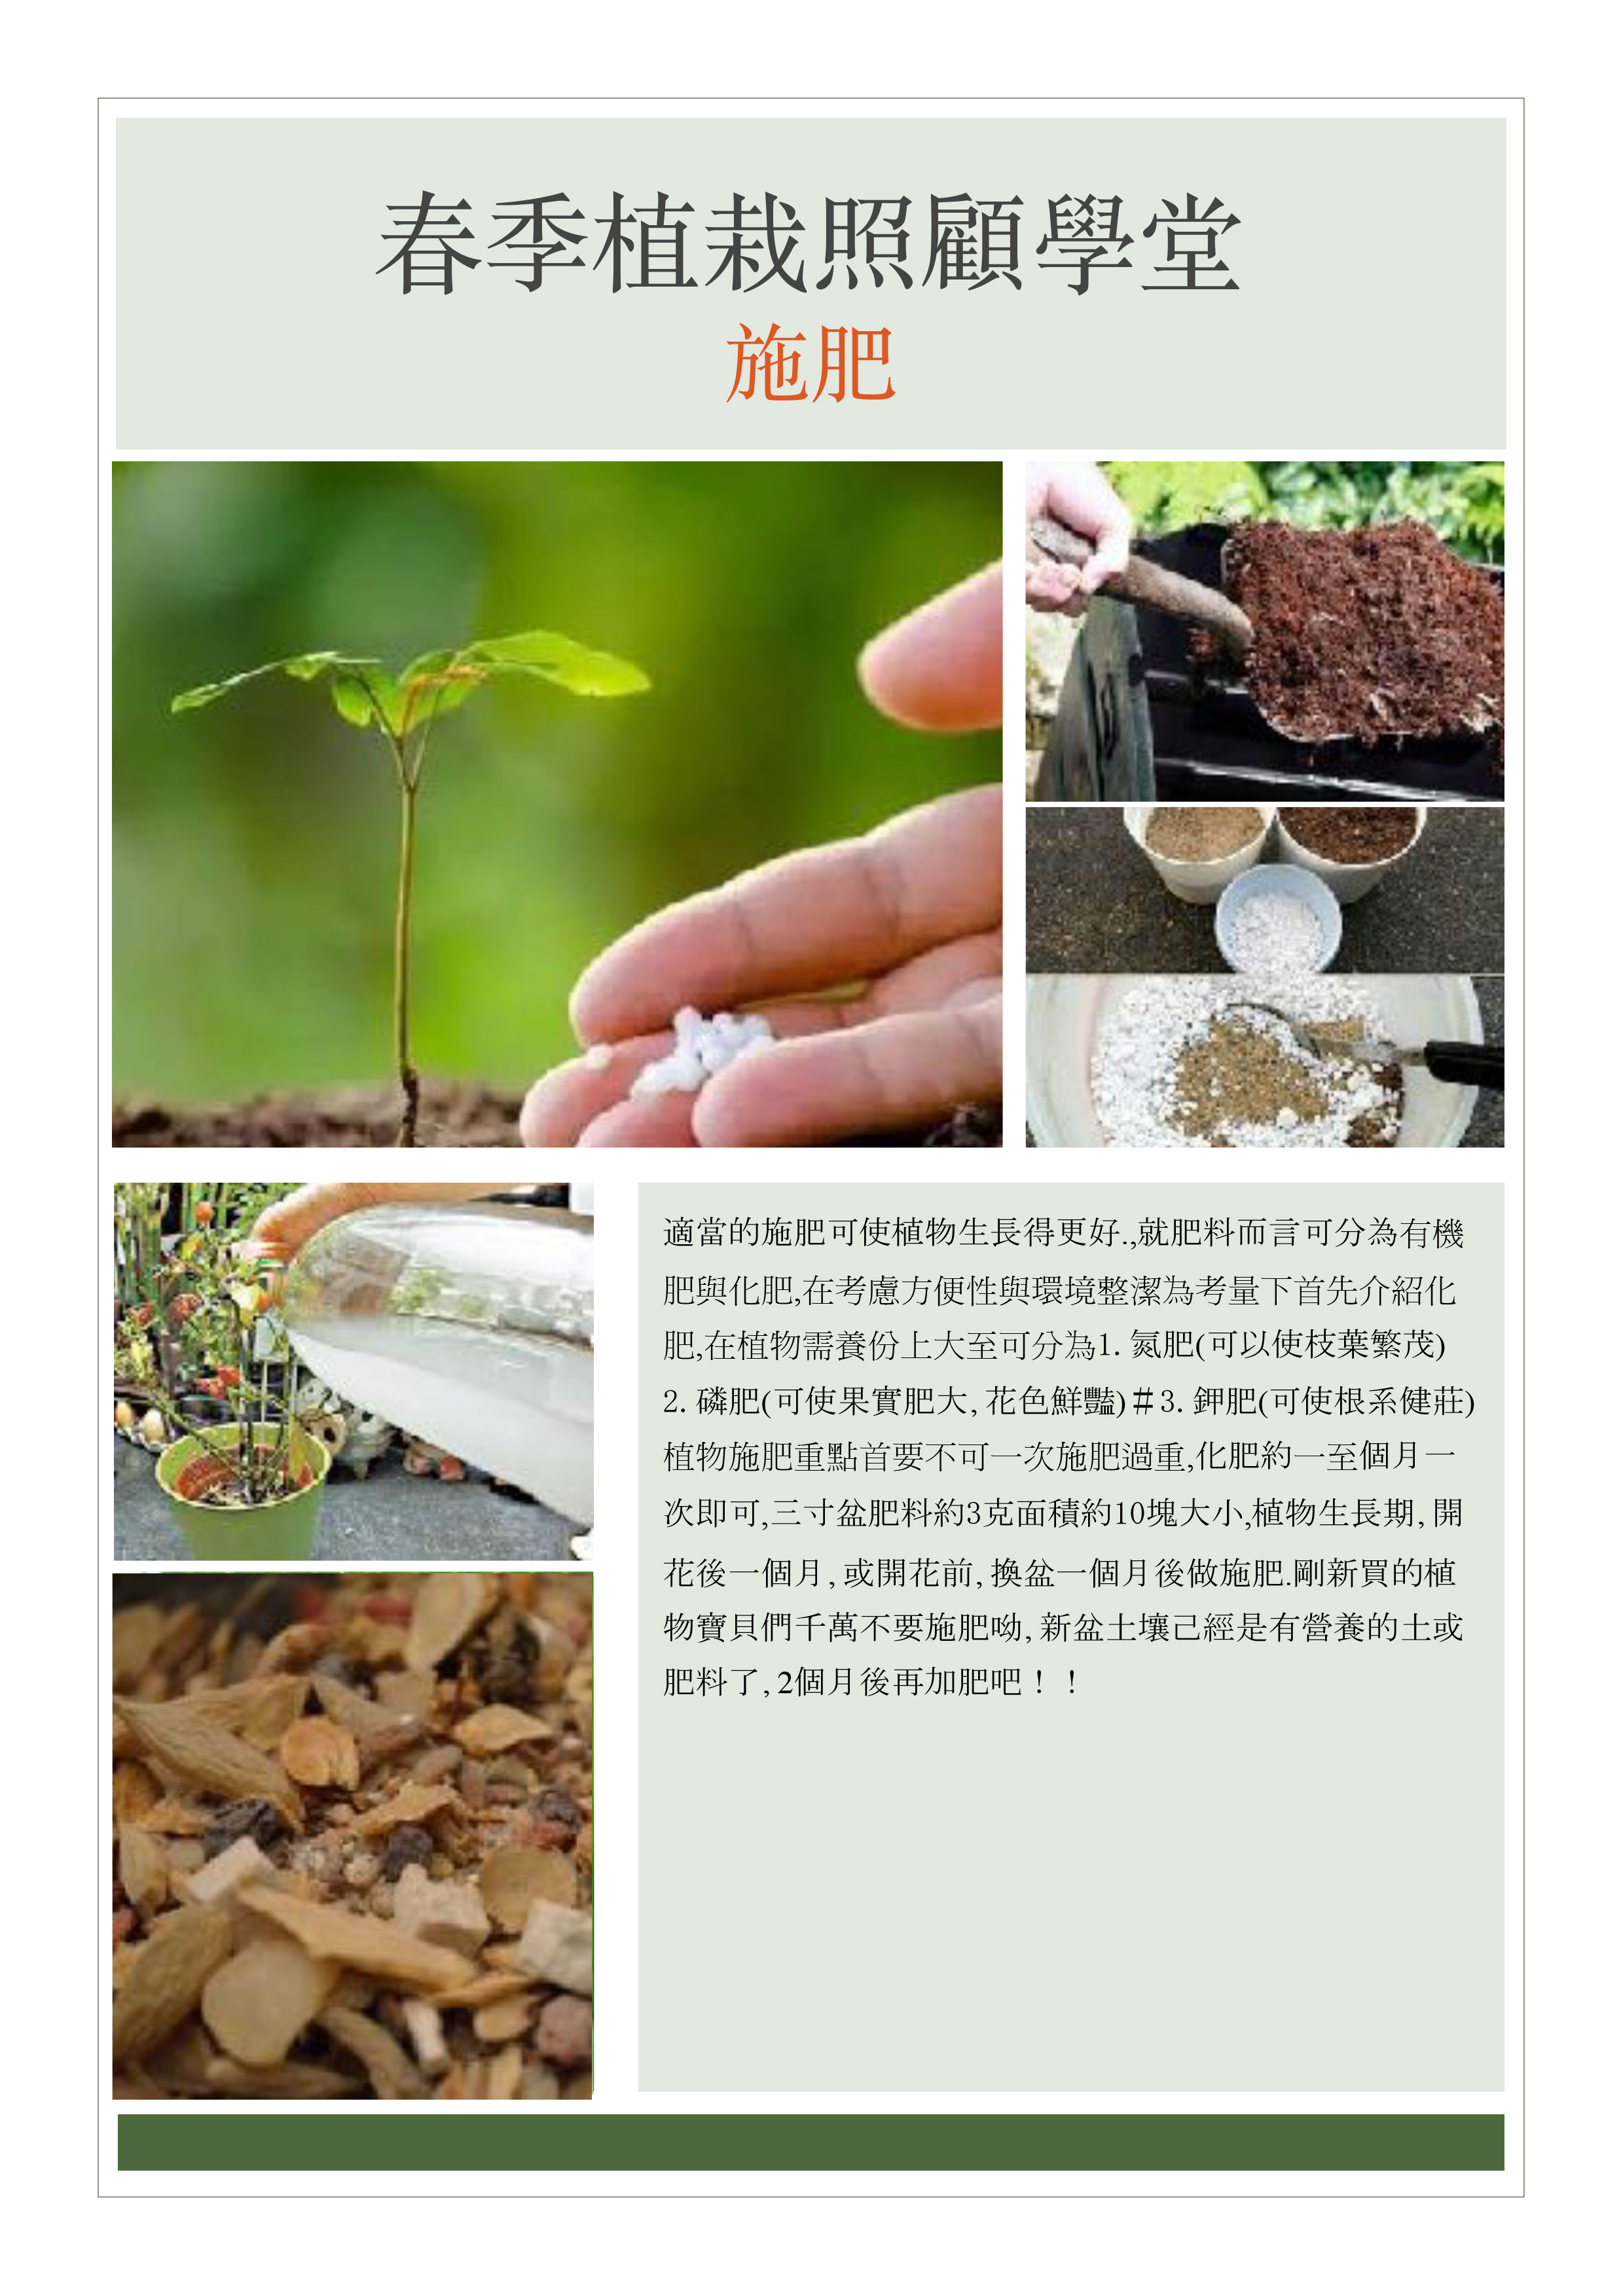 春季植栽照顧學堂
施肥
適當的施肥可使植物生長得更好.,就肥料而言可分為有機
肥與化肥,在考慮方便性與環境整潔為考量下首先介紹化
肥,在植物需養份上大至可分為1. 氮肥(可以使枝葉繁茂)
2. 磷肥(可使果實肥大, 花色鮮豔)＃3. 鉀肥(可使根系健莊)
植物施肥重點首要不可一次施肥過重,化肥約一至個月一
次即可,三寸盆肥料約3克面積約10塊大小,植物生長期, 開
花後一個月, 或開花前, 換盆一個月後做施肥.剛新買的植
物寶貝們千萬不要施肥呦, 新盆土壤己經是有營養的土或
肥料了, 2個月後再加肥吧！！